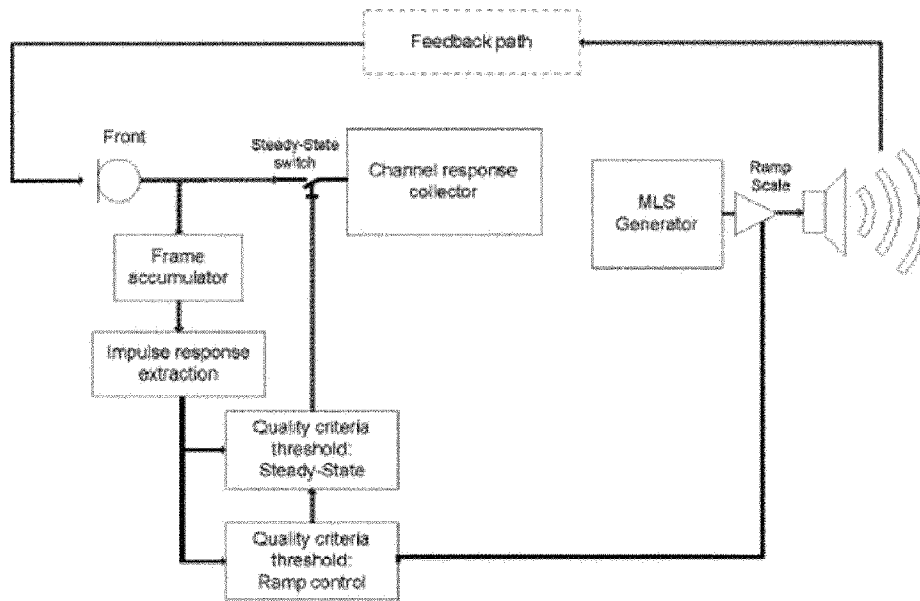 Feedback path
Front
Steady-State
switch
Channel response
collector
MLS
Generator
Ramp
Scale
Frame
accumulator
Impulse response
extraction
Quality criteria
threshold:
Steady-State
Quality criteria
threshold:
Ramp control